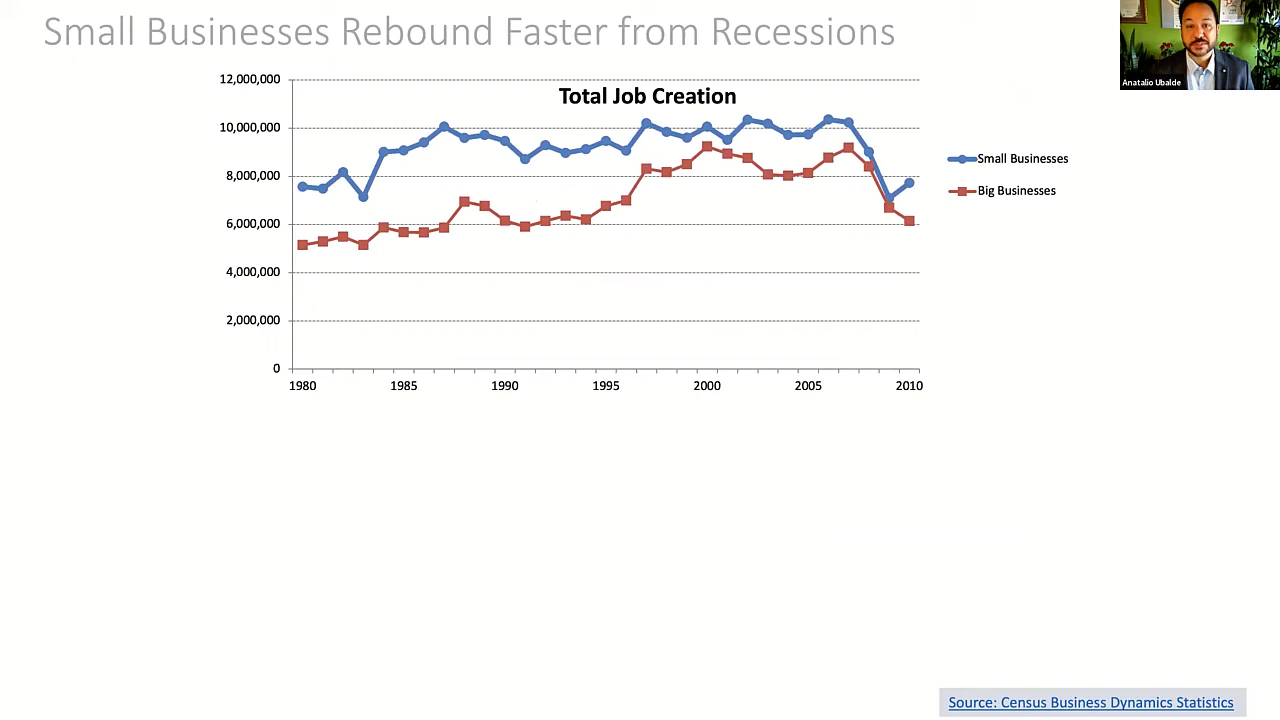 Small Businesses Rebound Faster from Recessions
Anatalio Ubalde
Total Job Creation
12,000,000
10,000,000
8,000,000
6,000,000
4,000,000
2,000,000
0
1980
1985
1990
1995
2000
2005
2010
Small Businesses
Big Businesses
Source: Census Business Dynamics Statistics